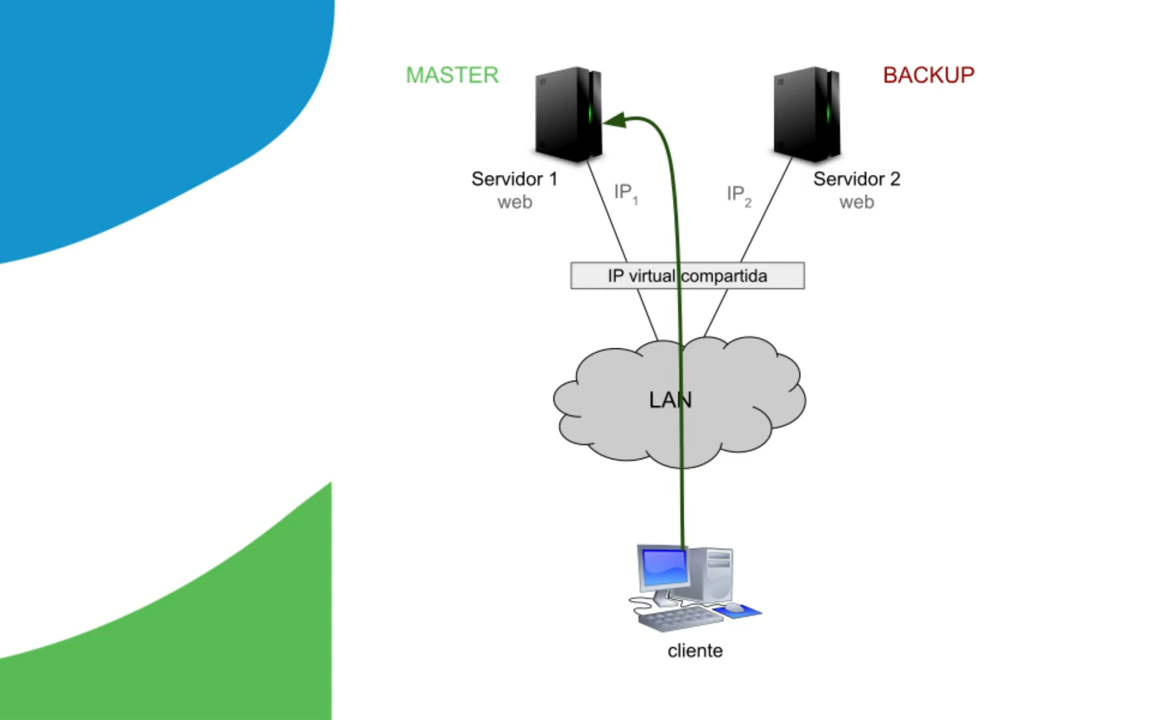 MASTER
BACKUP
Servidor 1
web
IP1
IP2
Servidor 2
web
IP virtual compartida
LAN
cliente